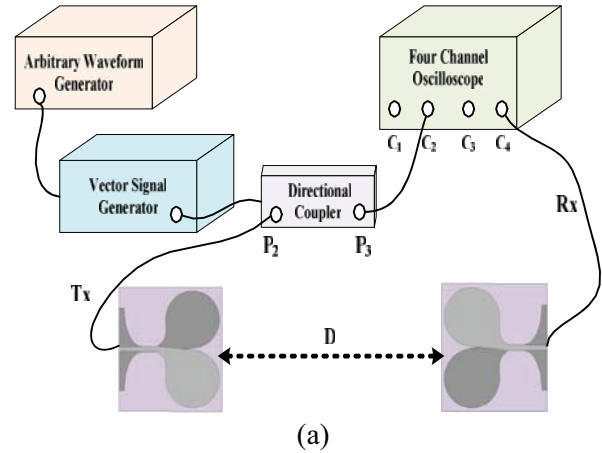 Arbitrary Waveform
Generator
Four Channel
Oscilloscope
C1 C2 C3 C4
Vector Signal
Generator
Directional
Coupler
P2 P3
Tx
Rx
D
(a)